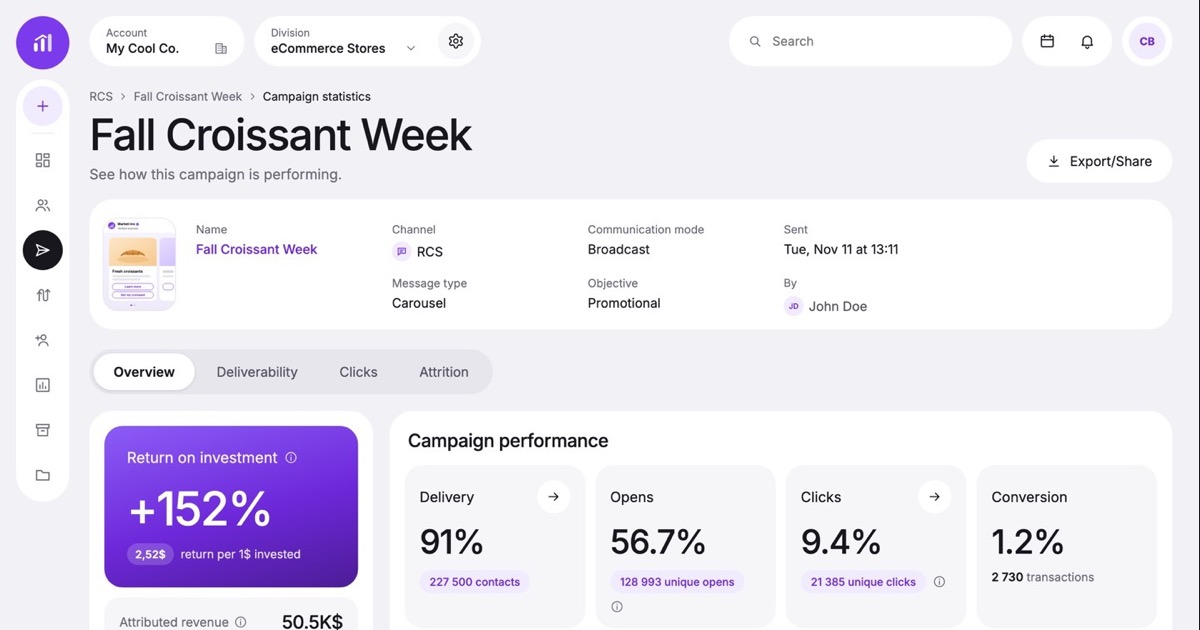 Account
My Cool Co.
Division
eCommerce Stores
Search
CB
RCS > Fall Croissant Week > Campaign statistics
Fall Croissant Week
See how this campaign is performing.
Export/Share
Name
Fall Croissant Week
Channel
RCS
Communication mode
Broadcast
Sent
Tue, Nov 11 at 13:11
Message type
Carousel
Objective
Promotional
By
JD John Doe
Fresh croissants
Learn more
Overview
Deliverability
Clicks
Attrition
Return on investment
+152%
2,52$ return per 1$ invested
Attributed revenue
50.5K$
Campaign performance
Delivery
91%
227 500 contacts
Opens
56.7%
128 993 unique opens
Clicks
9.4%
21 385 unique clicks
Conversion
1.2%
2 730 transactions